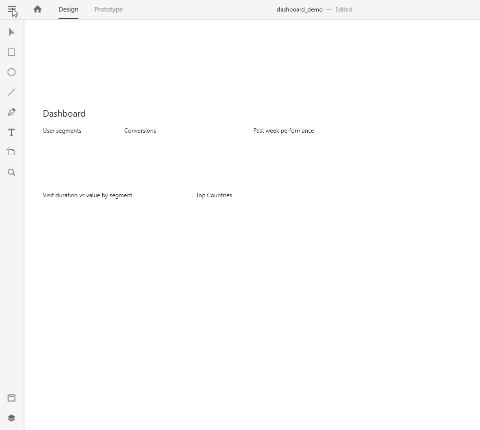 Design Prototype dashboard_demo — Edited
Dashboard
User segments Conversions Past week performance
Visit duration vs value by segment Top Countries